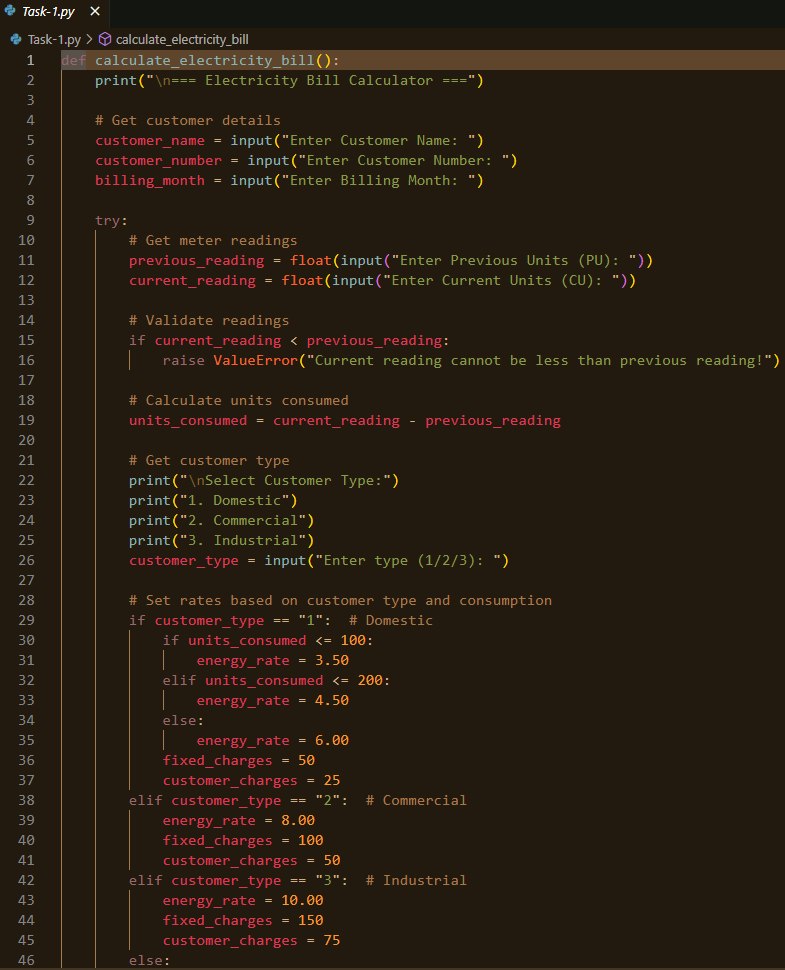 Task-1.py ×
Task-1.py > calculate_electricity_bill
1 def calculate_electricity_bill():
2     print("\n=== Electricity Bill Calculator ===")
3
4     # Get customer details
5     customer_name = input("Enter Customer Name: ")
6     customer_number = input("Enter Customer Number: ")
7     billing_month = input("Enter Billing Month: ")
8
9     try:
10         # Get meter readings
11         previous_reading = float(input("Enter Previous Units (PU): "))
12         current_reading = float(input("Enter Current Units (CU): "))
13
14         # Validate readings
15         if current_reading < previous_reading:
16             raise ValueError("Current reading cannot be less than previous reading!")
17
18         # Calculate units consumed
19         units_consumed = current_reading - previous_reading
20
21         # Get customer type
22         print("\nSelect Customer Type:")
23         print("1. Domestic")
24         print("2. Commercial")
25         print("3. Industrial")
26         customer_type = input("Enter type (1/2/3): ")
27
28         # Set rates based on customer type and consumption
29         if customer_type == "1":  # Domestic
30             if units_consumed <= 100:
31                 energy_rate = 3.50
32             elif units_consumed <= 200:
33                 energy_rate = 4.50
34             else:
35                 energy_rate = 6.00
36             fixed_charges = 50
37             customer_charges = 25
38         elif customer_type == "2":  # Commercial
39             energy_rate = 8.00
40             fixed_charges = 100
41             customer_charges = 50
42         elif customer_type == "3":  # Industrial
43             energy_rate = 10.00
44             fixed_charges = 150
45             customer_charges = 75
46         else: